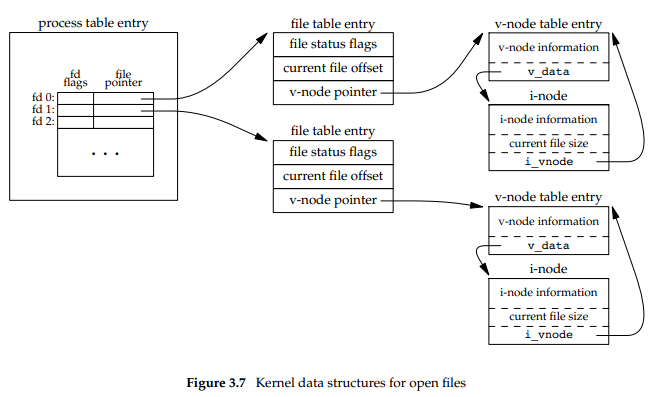 process table entry
fd
flags
file
pointer
fd 0:
fd 1:
fd 2:
. . .
file table entry
file status flags
current file offset
v-node pointer
file table entry
file status flags
current file offset
v-node pointer
v-node table entry
v-node information
v_data
i-node
i-node information
current file size
i_vnode
v-node table entry
v-node information
v_data
i-node
i-node information
current file size
i_vnode
Figure 3.7 Kernel data structures for open files